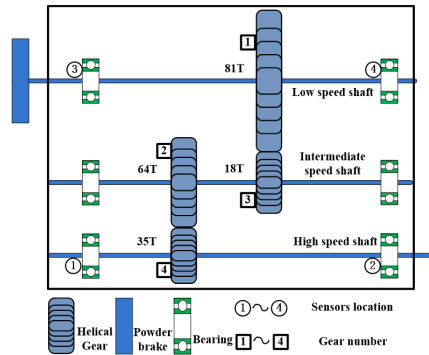 1
3
81T
4
Low speed shaft
2
Intermediate
speed shaft
64T
18T
3
35T
High speed shaft
1
4
2
Helical
Gear
Powder
brake
Bearing
①~④ Sensors location
1~4 Gear number